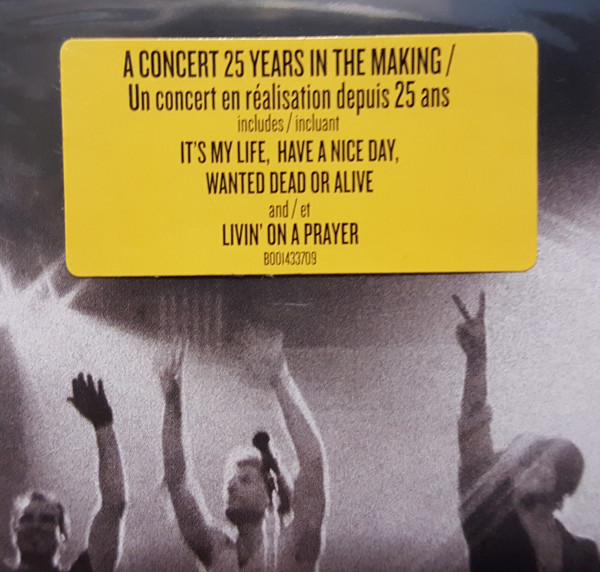 A CONCERT 25 YEARS IN THE MAKING /
Un concert en réalisation depuis 25 ans
includes / incluant
IT'S MY LIFE, HAVE A NICE DAY,
WANTED DEAD OR ALIVE
and / et
LIVIN' ON A PRAYER
B001433709